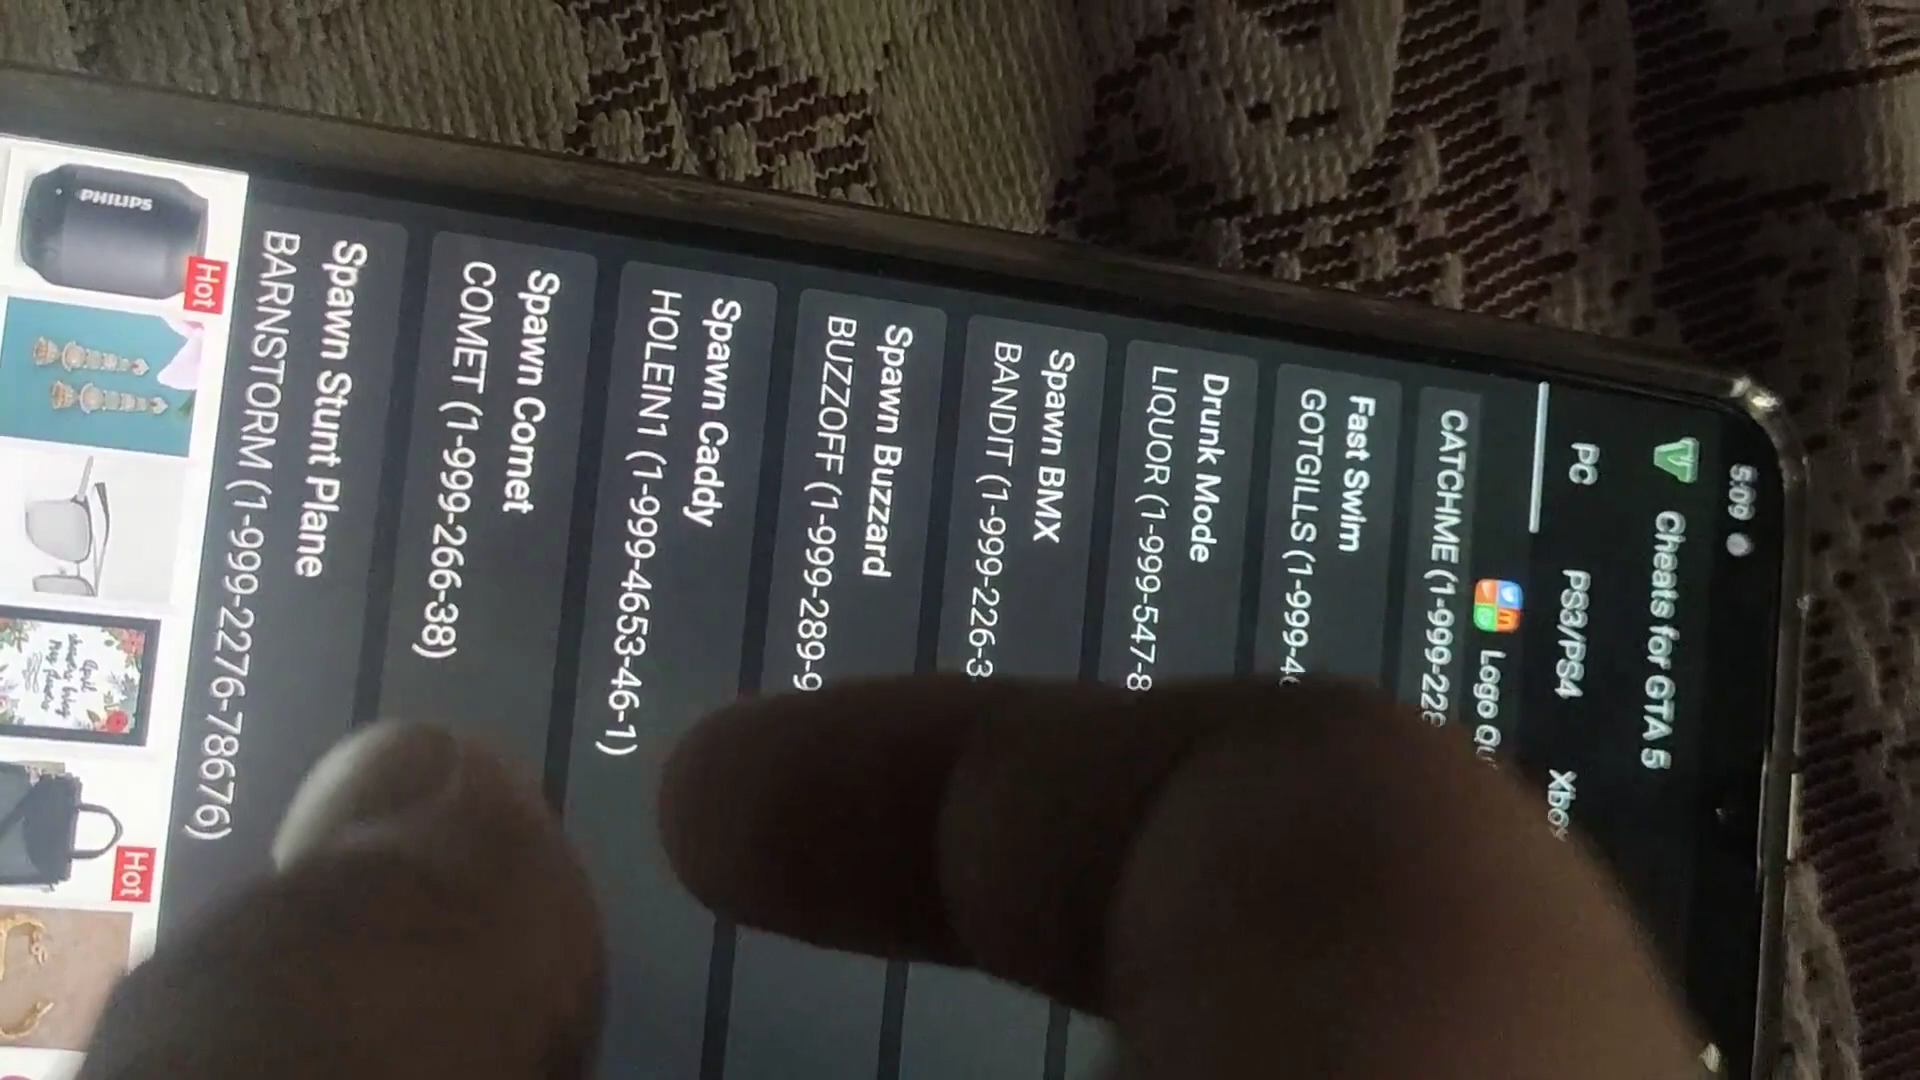 5:09
Cheats for GTA 5
PC PS3/PS4 Xbox
Logo
CATCHME (1-999-228
Fast Swim
GOTGILLS (1-999-4
Drunk Mode
LIQUOR (1-999-547-8
Spawn BMX
BANDIT (1-999-226-3
Spawn Buzzard
BUZZOFF (1-999-289-9
Spawn Caddy
HOLEIN1 (1-999-4653-46-1)
Spawn Comet
COMET (1-999-266-38)
Spawn Stunt Plane
BARNSTORM (1-999-2276-78676)
PHILIPS
Hot
Hot